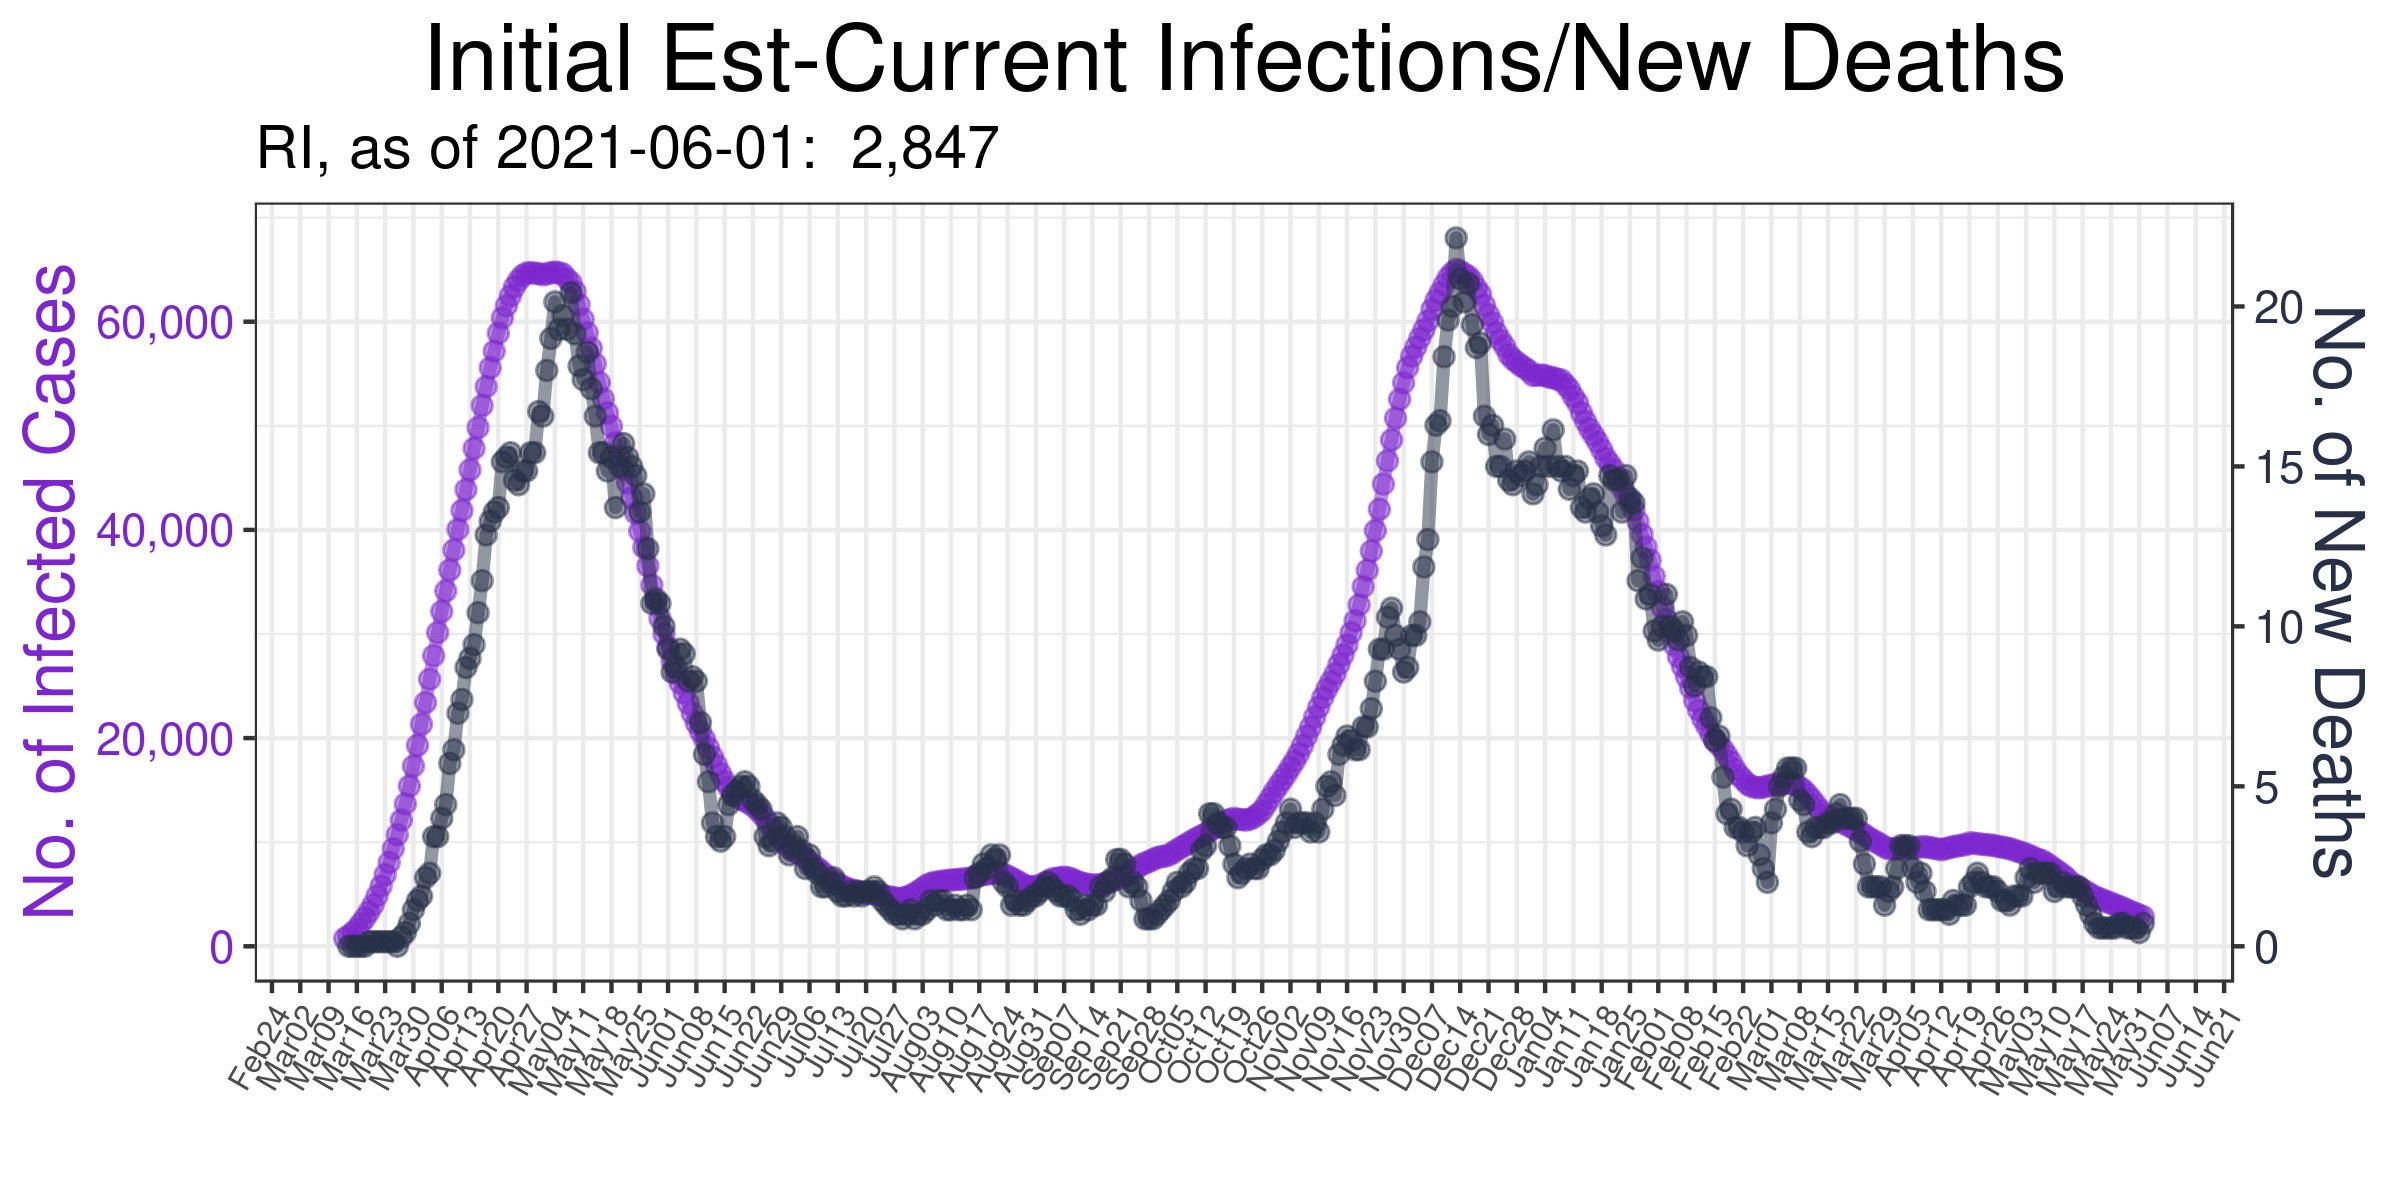 Initial Est-Current Infections/New Deaths
RI, as of 2021-06-01: 2,847
No. of Infected Cases
60,000
40,000
20,000
0
20
15
10
5
0
No. of New Deaths
Feb24
Mar02
Mar09
Mar16
Mar23
Mar30
Apr06
Apr13
Apr20
Apr27
May04
May11
May18
May25
Jun01
Jun08
Jun15
Jun22
Jun29
Jul06
Jul13
Jul20
Jul27
Aug03
Aug10
Aug17
Aug24
Aug31
Sep07
Sep14
Sep21
Sep28
Oct05
Oct12
Oct19
Oct26
Nov02
Nov09
Nov16
Nov23
Nov30
Dec07
Dec14
Dec21
Dec28
Jan04
Jan11
Jan18
Jan25
Feb01
Feb08
Feb15
Feb22
Mar01
Mar08
Mar15
Mar22
Mar29
Apr05
Apr12
Apr19
Apr26
May03
May10
May17
May24
May31
Jun07
Jun14
Jun21